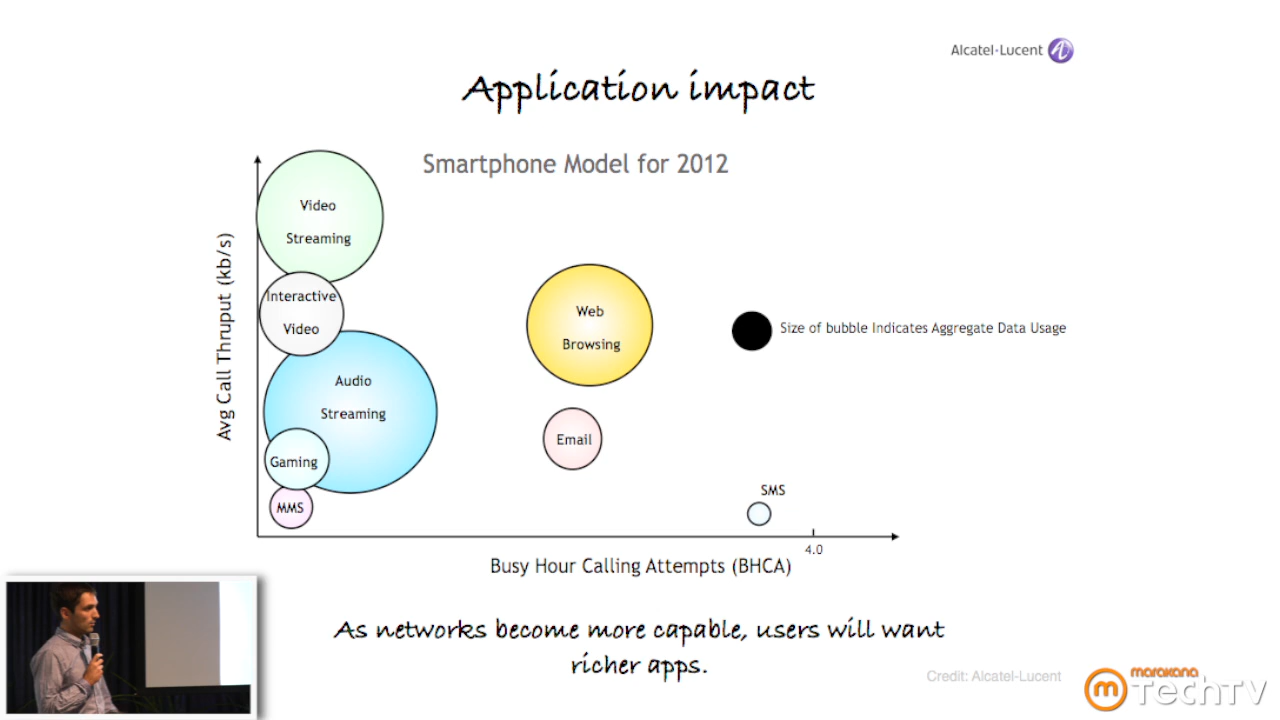 Alcatel·Lucent
Application impact
Smartphone Model for 2012
Avg Call Thruput (kb/s)
Video
Streaming
Interactive
Video
Audio
Streaming
Gaming
MMS
Web
Browsing
Email
SMS
Size of bubble Indicates Aggregate Data Usage
4.0
Busy Hour Calling Attempts (BHCA)
As networks become more capable, users will want
richer apps.
Credit: Alcatel-Lucent
marakana
TechTV